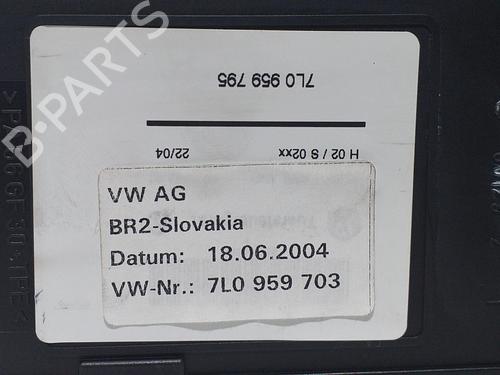 7L0 959 795
H 02 / S 02xx
22/04
VW AG
BR2-Slovakia
Datum: 18.06.2004
VW-Nr.: 7L0 959 703
B-PARTS